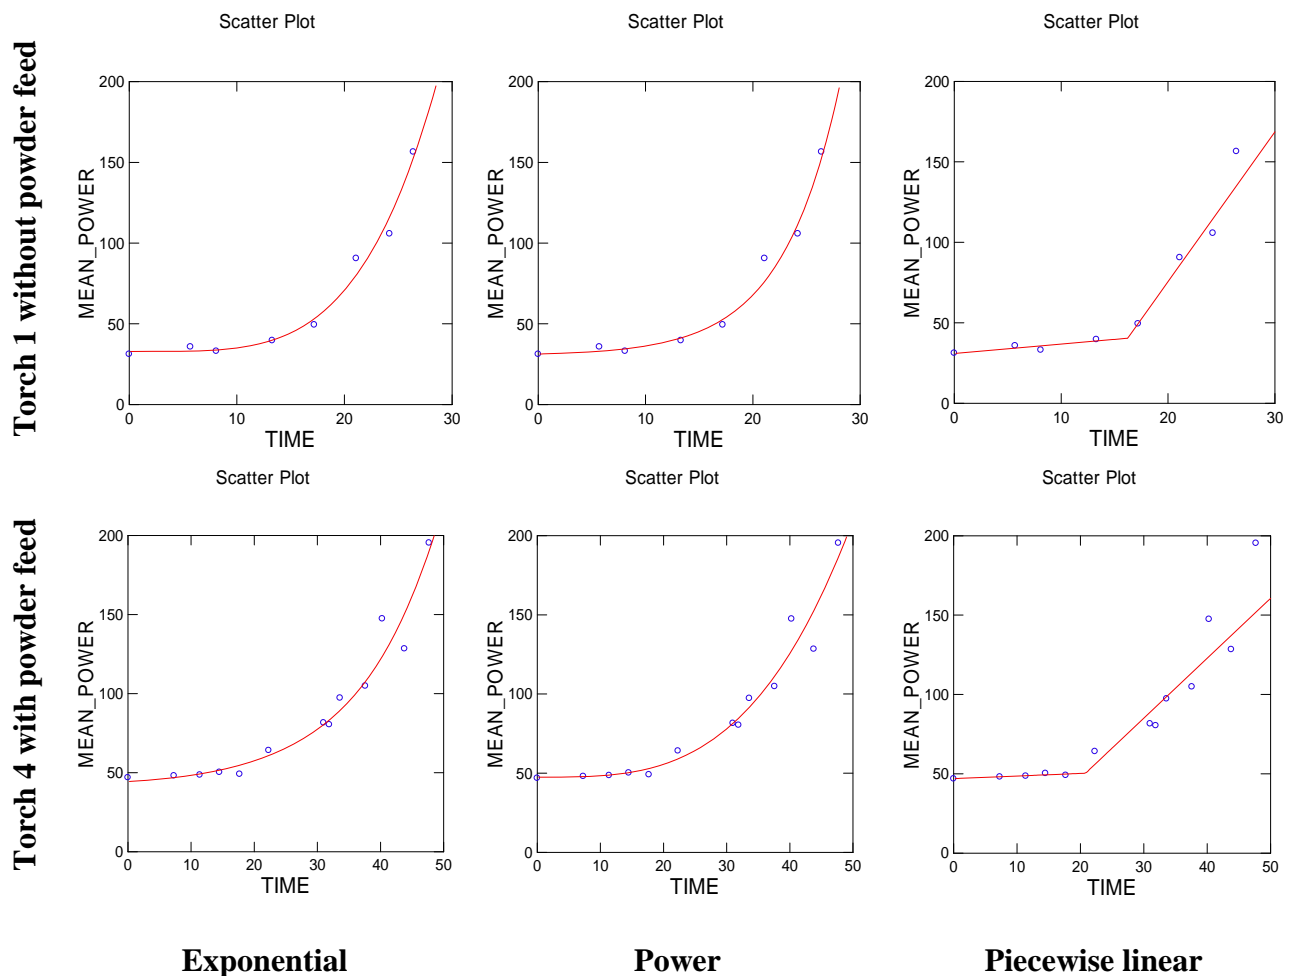 Scatter Plot
Scatter Plot
Scatter Plot
Torch 1 without powder feed
MEAN_POWER
200
150
100
50
0
0 10 20 30
TIME
MEAN_POWER
200
150
100
50
0
0 10 20 30
TIME
MEAN_POWER
200
150
100
50
0
0 10 20 30
TIME
Scatter Plot
Scatter Plot
Scatter Plot
Torch 4 with powder feed
MEAN_POWER
200
150
100
50
0
0 10 20 30 40 50
TIME
MEAN_POWER
200
150
100
50
0
0 10 20 30 40 50
TIME
MEAN_POWER
200
150
100
50
0
0 10 20 30 40 50
TIME
Exponential
Power
Piecewise linear